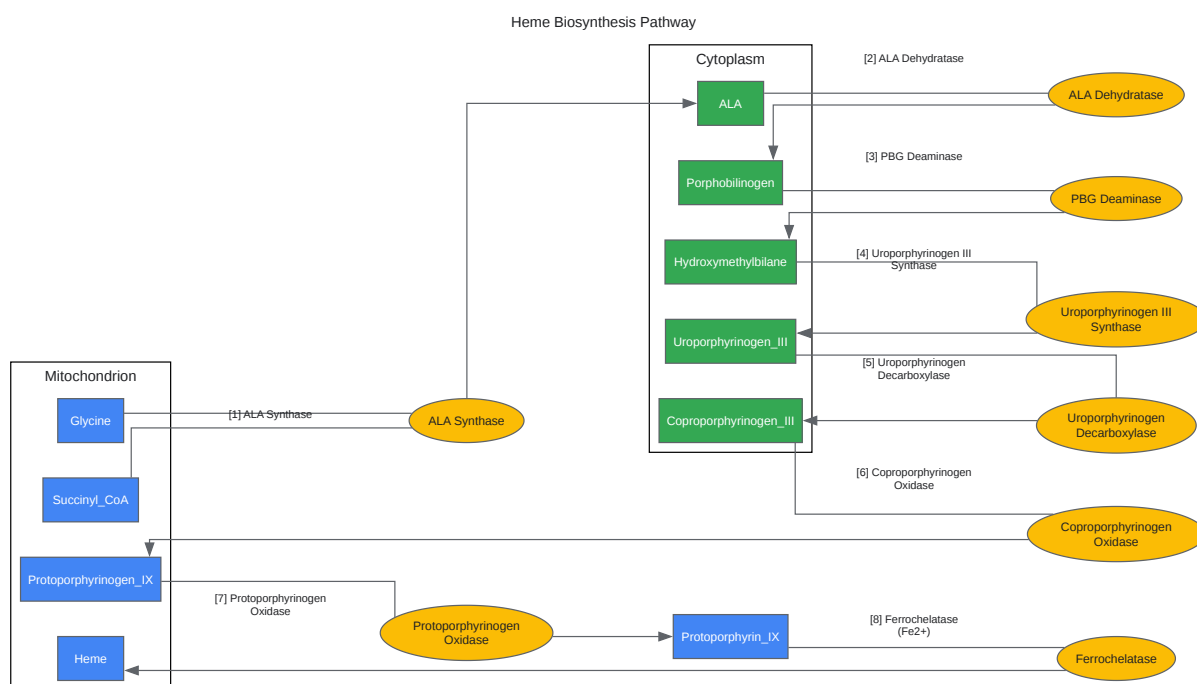 Heme Biosynthesis Pathway
Cytoplasm
[2] ALA Dehydratase
ALA Dehydratase
ALA
[3] PBG Deaminase
Porphobilinogen
PBG Deaminase
[4] Uroporphyrinogen III
Synthase
Hydroxymethylbilane
Uroporphyrinogen III
Synthase
Uroporphyrinogen_III
[5] Uroporphyrinogen
Decarboxylase
Mitochondrion
Glycine
[1] ALA Synthase
ALA Synthase
Coproporphyrinogen_III
Uroporphyrinogen
Decarboxylase
Succinyl_CoA
[6] Coproporphyrinogen
Oxidase
Coproporphyrinogen
Oxidase
Protoporphyrinogen_IX
[7] Protoporphyrinogen
Oxidase
Protoporphyrinogen
Oxidase
Protoporphyrin_IX
[8] Ferrochelatase
(Fe2+)
Heme
Ferrochelatase